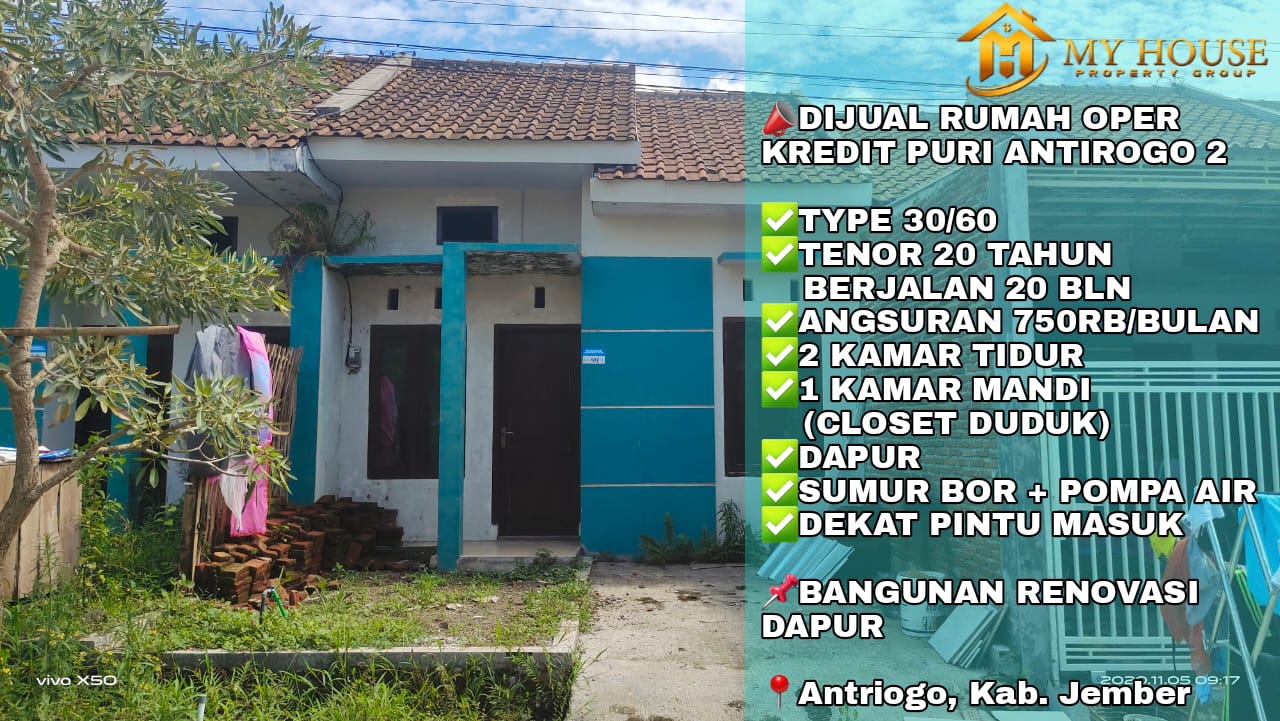 MY HOUSE
PROPERTY GROUP
📣DIJUAL RUMAH OPER
KREDIT PURI ANTIROGO 2
✅TYPE 30/60
✅TENOR 20 TAHUN
BERJALAN 20 BLN
✅ANGSURAN 750RB/BULAN
✅2 KAMAR TIDUR
✅1 KAMAR MANDI
(CLOSET DUDUK)
✅DAPUR
✅SUMUR BOR + POMPA AIR
✅DEKAT PINTU MASUK
📌BANGUNAN RENOVASI
DAPUR
📍Antriogo, Kab. Jember
vivo X50
2020.11.05 09:17